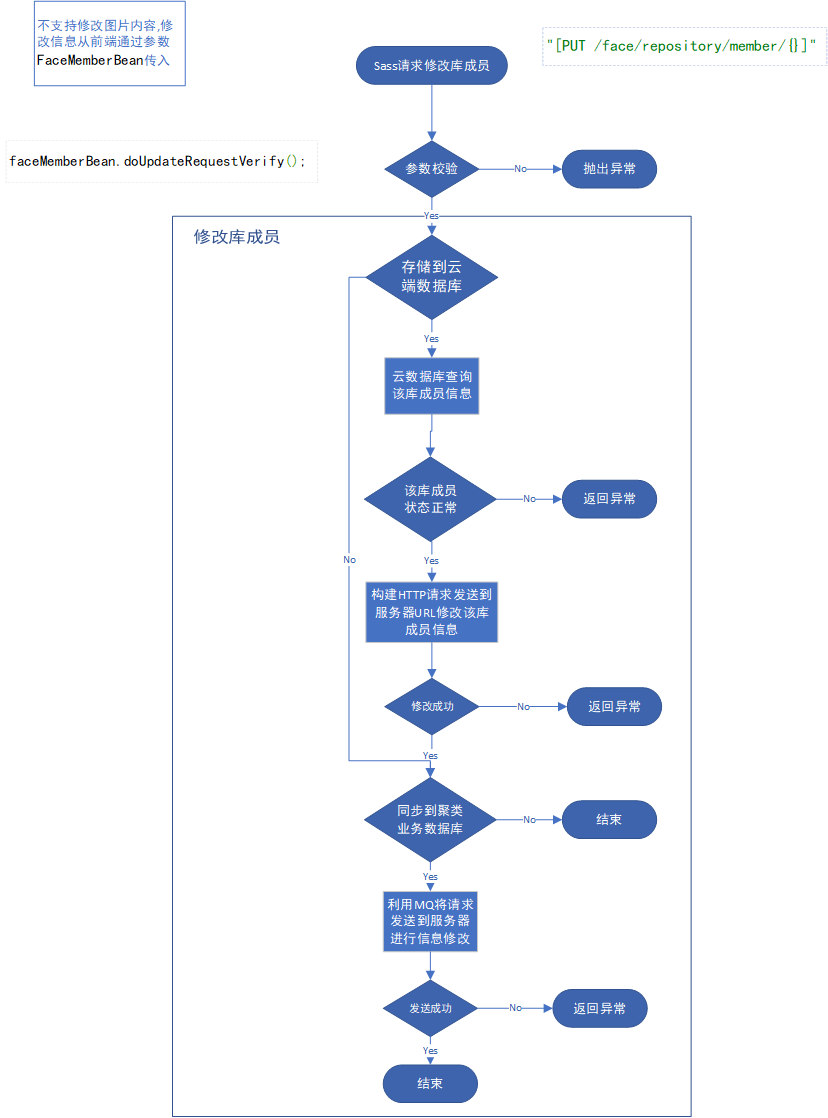 不支持修改图片内容,修
改信息从前端通过参数
FaceMemberBean传入
"[PUT /face/repository/member/{}]"
Sass请求修改库成员
faceMemberBean.doUpdateRequestVerify();
参数校验
No
抛出异常
Yes
修改库成员
存储到云
端数据库
Yes
云数据库查询
该库成员信息
该库成员
状态正常
No
返回异常
Yes
No
构建HTTP请求发送到
服务器URL修改该库
成员信息
修改成功
No
返回异常
Yes
同步到聚类
业务数据库
No
结束
Yes
利用MQ将请求
发送到服务器
进行信息修改
发送成功
No
返回异常
Yes
结束